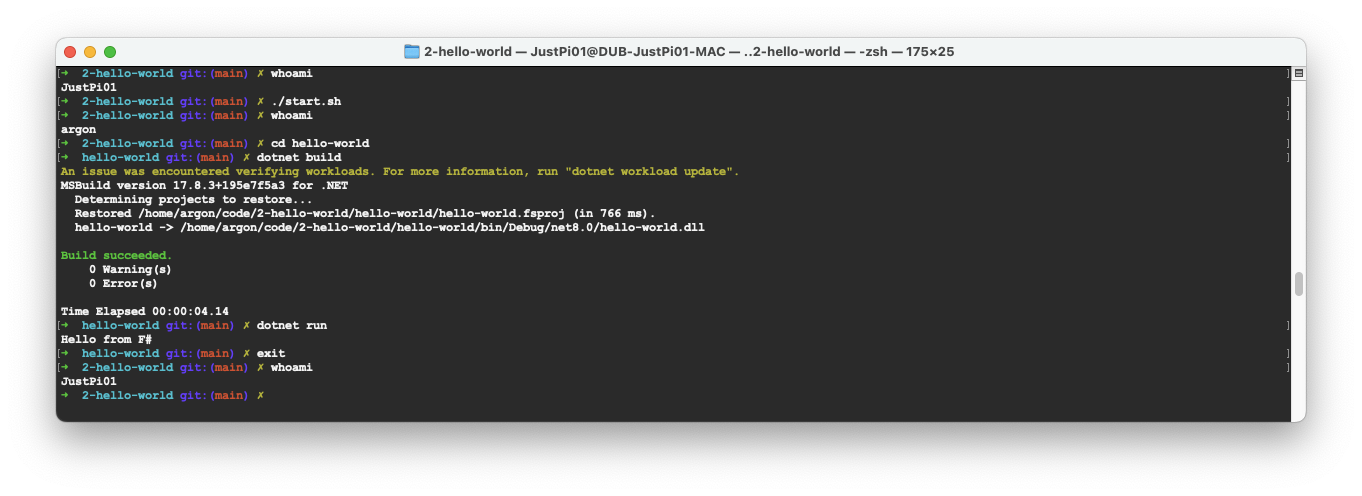 2-hello-world — JustPi01@DUB-JustPi01-MAC — ..2-hello-world — -zsh — 175×25
[➜  2-hello-world git:(main) ✗ whoami ]
JustPi01
[➜  2-hello-world git:(main) ✗ ./start.sh ]
[➜  2-hello-world git:(main) ✗ whoami ]
argon
[➜  2-hello-world git:(main) ✗ cd hello-world ]
[➜  hello-world git:(main) ✗ dotnet build ]
An issue was encountered verifying workloads. For more information, run "dotnet workload update".
MSBuild version 17.8.3+195e7f5a3 for .NET
  Determining projects to restore...
  Restored /home/argon/code/2-hello-world/hello-world/hello-world.fsproj (in 766 ms).
  hello-world -> /home/argon/code/2-hello-world/hello-world/bin/Debug/net8.0/hello-world.dll
Build succeeded.
    0 Warning(s)
    0 Error(s)
Time Elapsed 00:00:04.14
[➜  hello-world git:(main) ✗ dotnet run ]
Hello from F#
[➜  hello-world git:(main) ✗ exit ]
[➜  2-hello-world git:(main) ✗ whoami ]
JustPi01
➜  2-hello-world git:(main) ✗